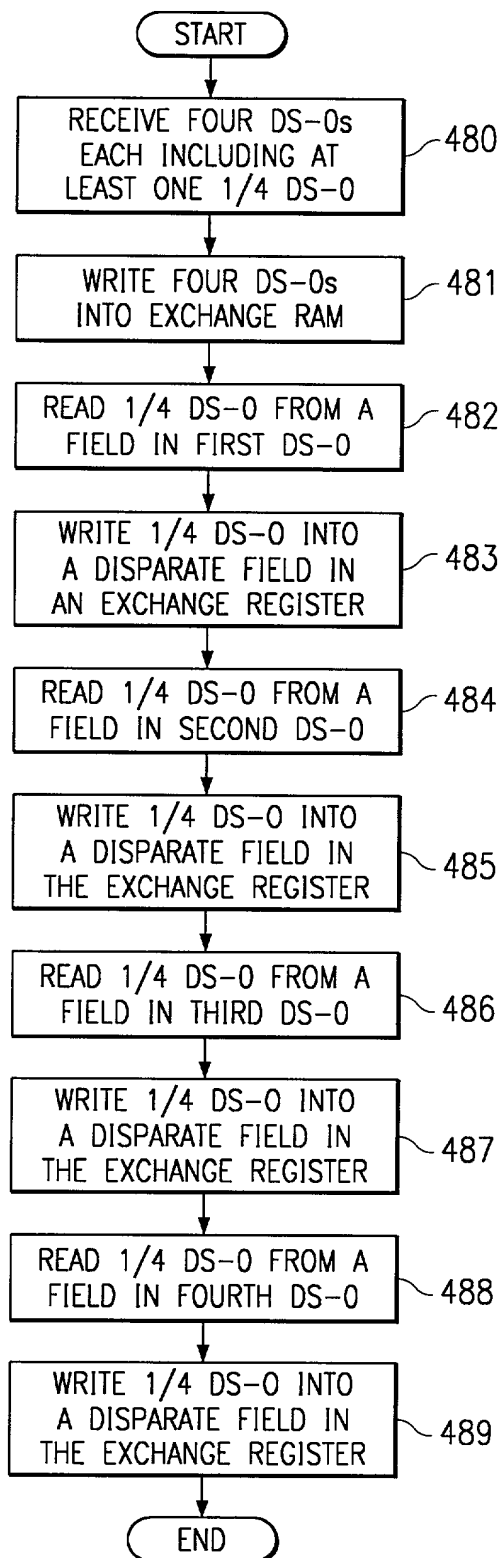 START
RECEIVE FOUR DS-0s
EACH INCLUDING AT
LEAST ONE 1/4 DS-0
480
WRITE FOUR DS-0s
INTO EXCHANGE RAM
481
READ 1/4 DS-0 FROM A
FIELD IN FIRST DS-0
482
WRITE 1/4 DS-0 INTO
A DISPARATE FIELD IN
AN EXCHANGE REGISTER
483
READ 1/4 DS-0 FROM A
FIELD IN SECOND DS-0
484
WRITE 1/4 DS-0 INTO
A DISPARATE FIELD IN
THE EXCHANGE REGISTER
485
READ 1/4 DS-0 FROM A
FIELD IN THIRD DS-0
486
WRITE 1/4 DS-0 INTO
A DISPARATE FIELD IN
THE EXCHANGE REGISTER
487
READ 1/4 DS-0 FROM A
FIELD IN FOURTH DS-0
488
WRITE 1/4 DS-0 INTO
A DISPARATE FIELD IN
THE EXCHANGE REGISTER
489
END